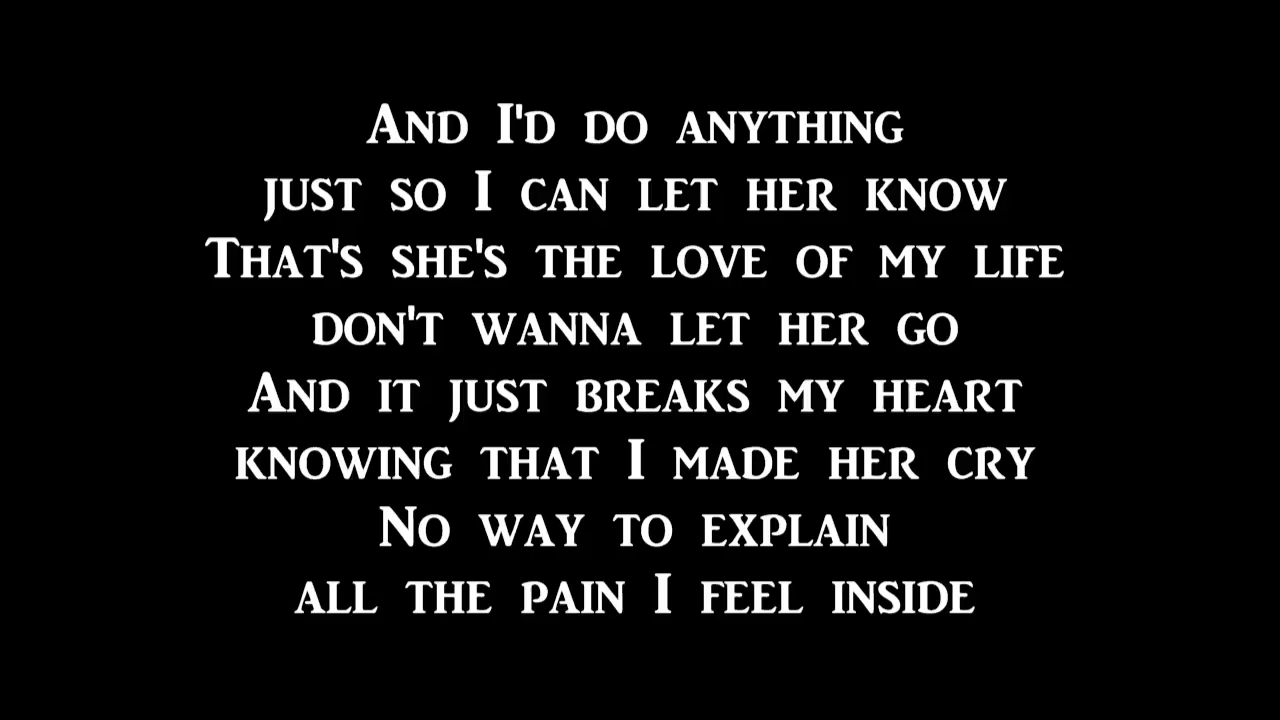 And I'd do anything
just so I can let her know
That's she's the love of my life
don't wanna let her go
And it just breaks my heart
knowing that I made her cry
No way to explain
all the pain I feel inside